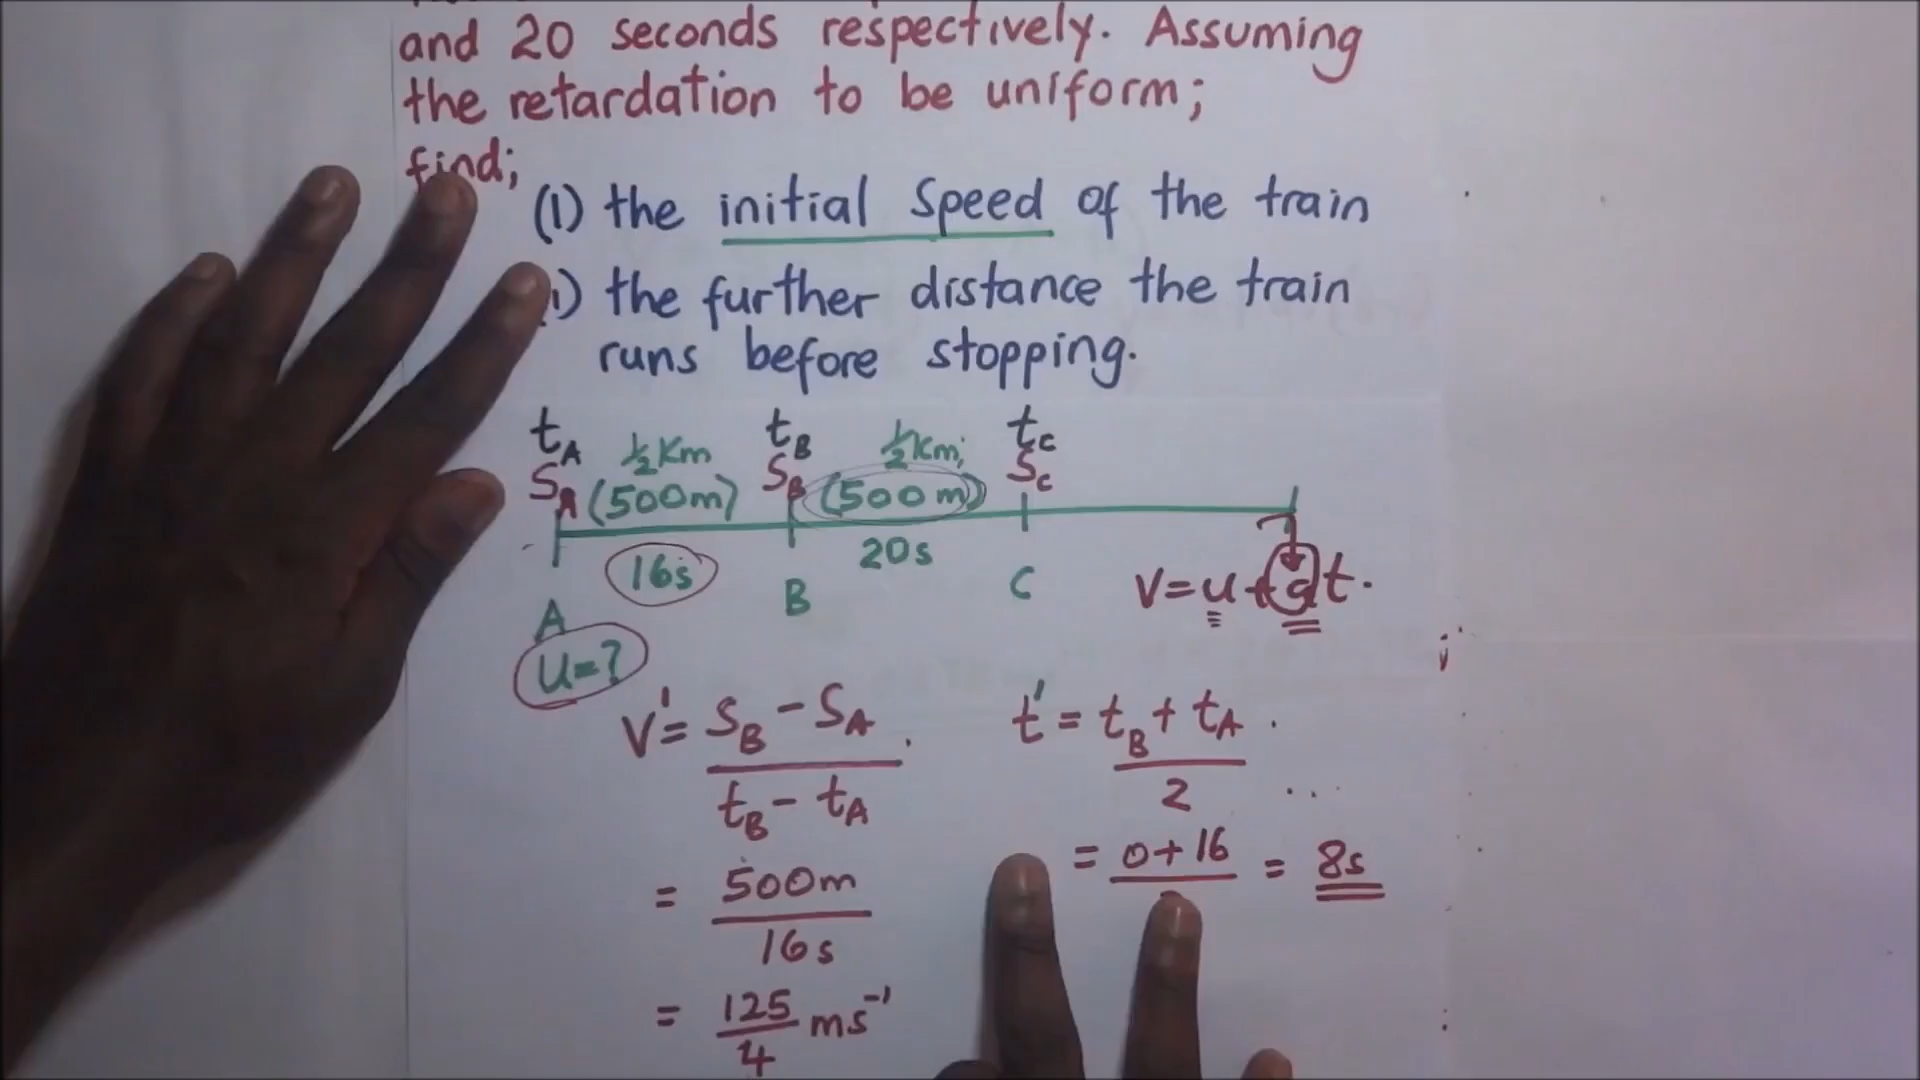 and 20 seconds respectively. Assuming
the retardation to be uniform;
find;
(1) the initial speed of the train
the further distance the train
runs before stopping.
tA ½Km tB ½Km; tC
SA (500m) SB (500m) SC
16s 20s
A B C V=u+at.
u=?
V'= SB - SA / tB - tA . t' = tB + tA / 2 .
= 500m / 16s = 0+16 = 8s
= 125/4 ms⁻¹